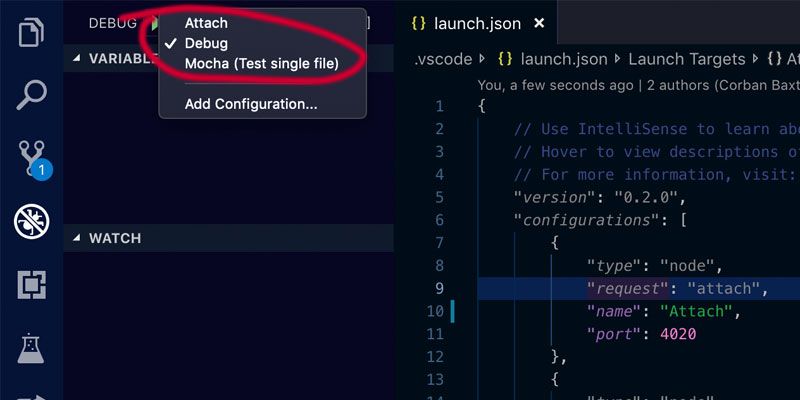 DEBUG
Attach
Debug
Mocha (Test single file)
Add Configuration...
VARIABLE
WATCH
1
{} launch.json ×
.vscode {} launch.json Launch Targets {} At
You, a few seconds ago | 2 authors (Corban Baxt
1 {
2 // Use IntelliSense to learn abo
3 // Hover to view descriptions of
4 // For more information, visit:
5 "version": "0.2.0",
6 "configurations": [
7 {
8 "type": "node",
9 "request": "attach",
10 "name": "Attach",
11 "port": 4020
12 },
13 {